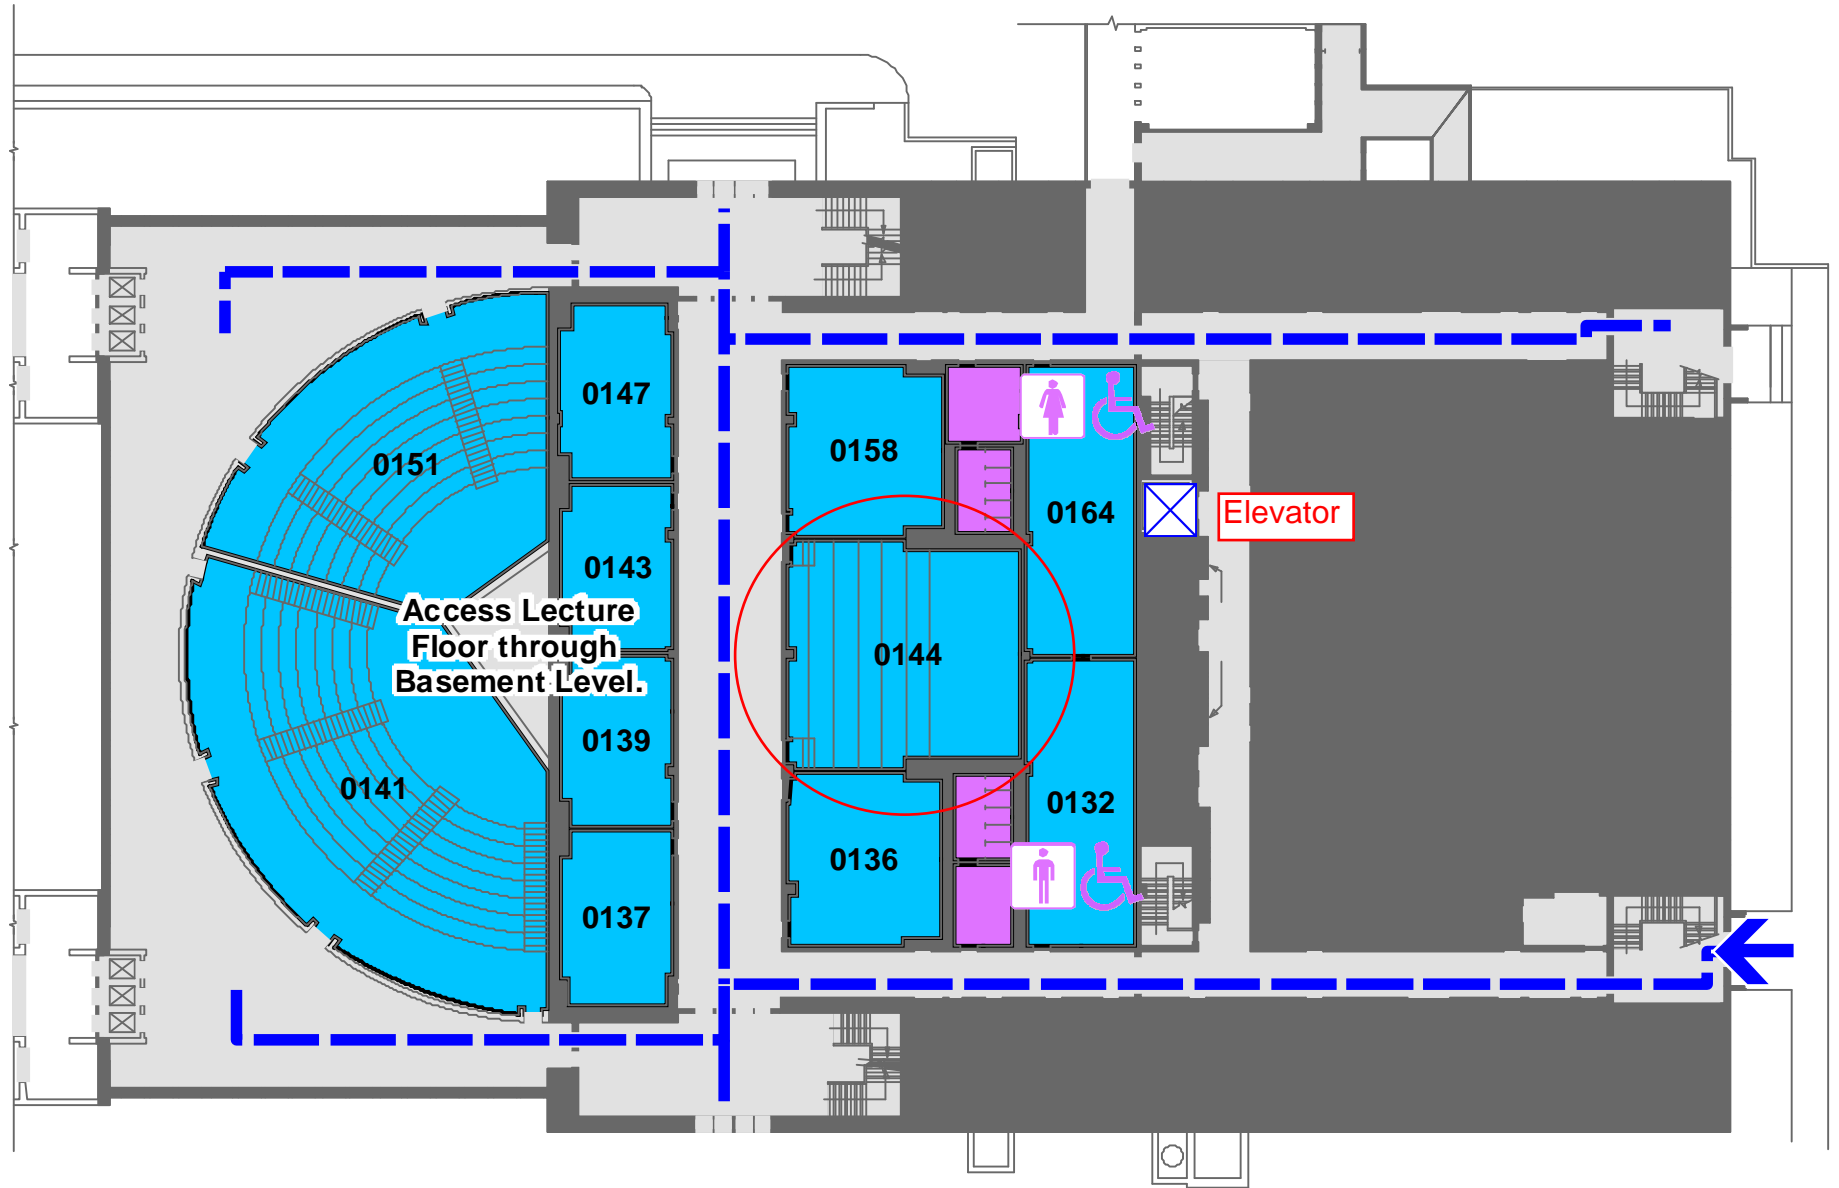 0147
0158
0151
0164
Elevator
0143
Access Lecture
Floor through
Basement Level.
0144
0139
0141
0132
0136
0137